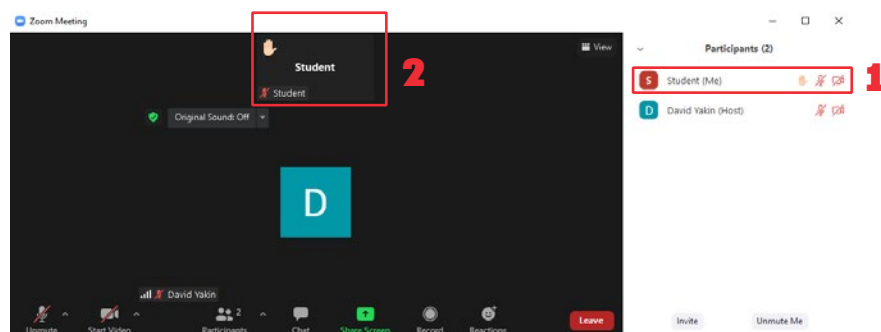 Zoom Meeting
Student
Student
2
View
Original Sound: Off
D
David Yakin
Unmute
Start Video
2
Participants
Chat
Share Screen
Record
Reactions
Leave
Participants (2)
S Student (Me)
1
D David Yakin (Host)
Invite
Unmute Me